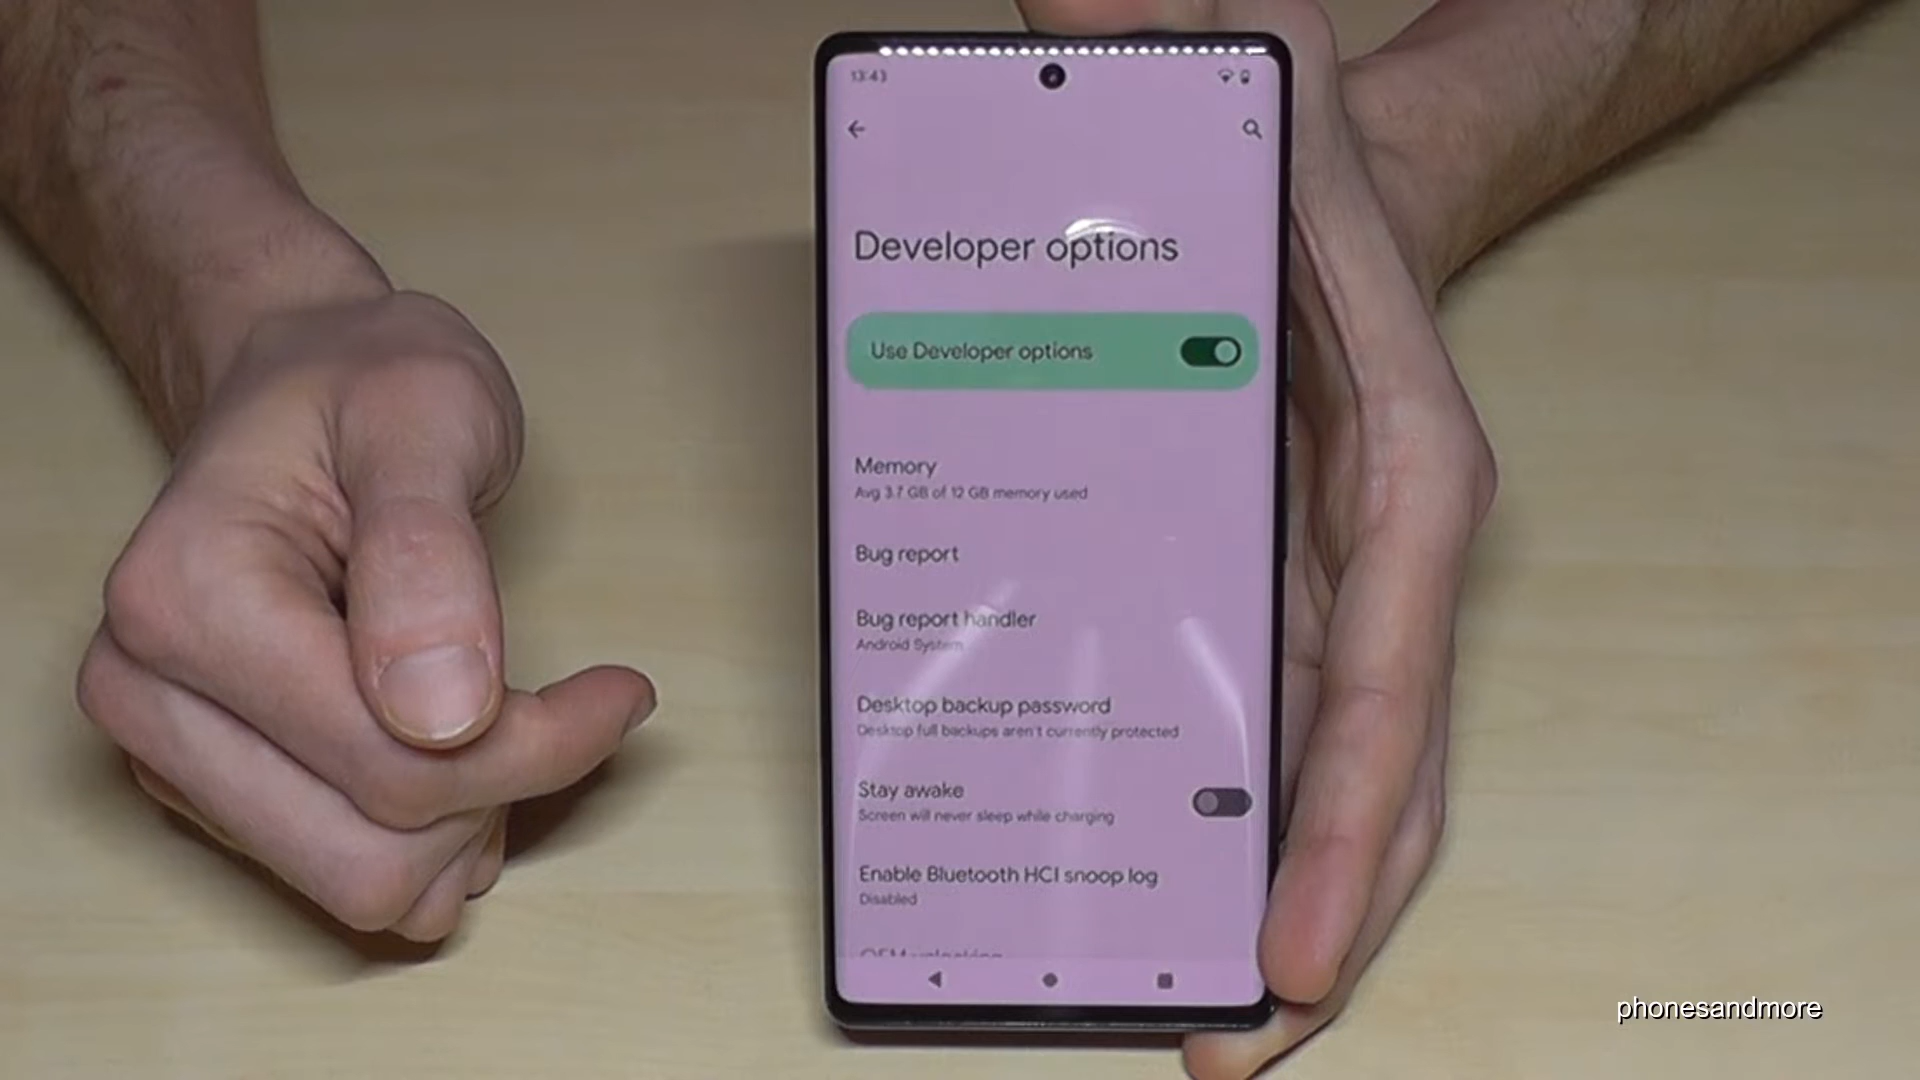 13:43
Developer options
Use Developer options
Memory
Avg 3.7 GB of 12 GB memory used
Bug report
Bug report handler
Android System
Desktop backup password
Desktop full backups aren't currently protected
Stay awake
Screen will never sleep while charging
Enable Bluetooth HCI snoop log
Disabled
OEM unlocking
phonesandmore